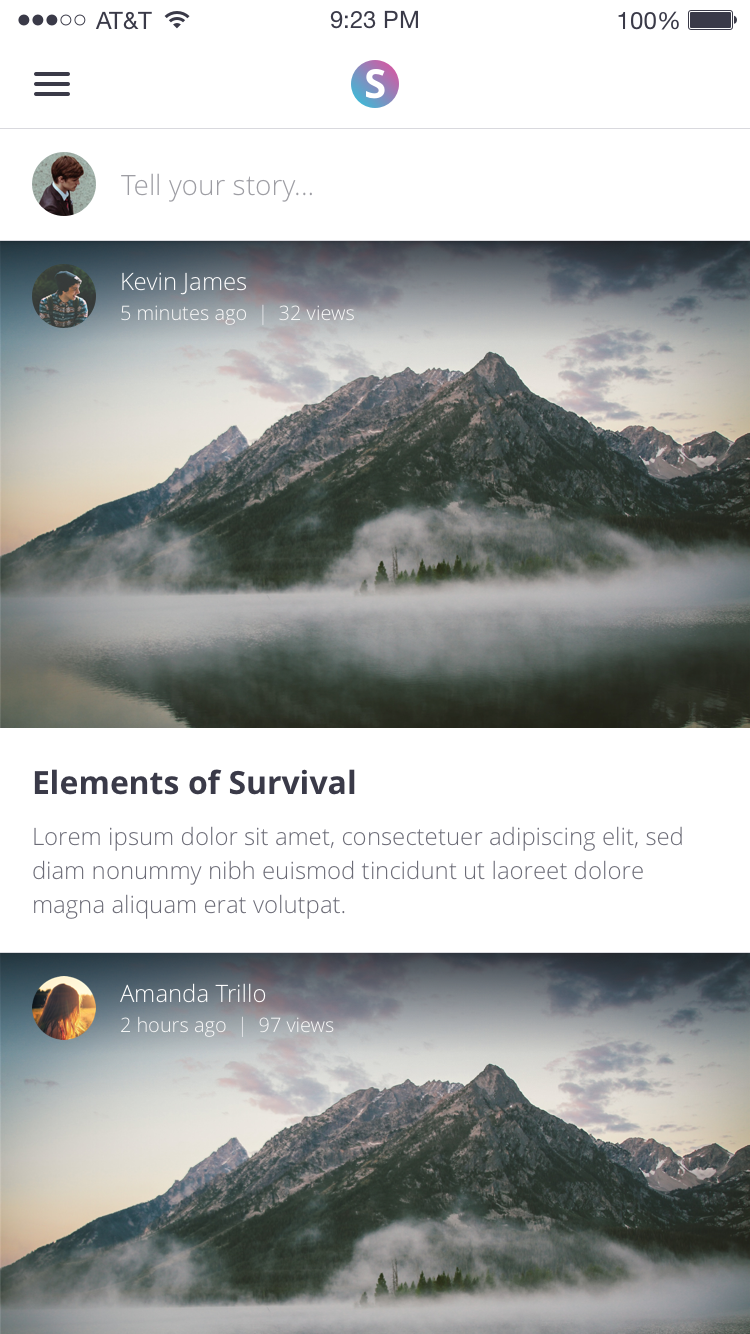 AT&T 9:23 PM 100%
S
Tell your story...
Kevin James
5 minutes ago | 32 views
Elements of Survival
Lorem ipsum dolor sit amet, consectetuer adipiscing elit, sed
diam nonummy nibh euismod tincidunt ut laoreet dolore
magna aliquam erat volutpat.
Amanda Trillo
2 hours ago | 97 views